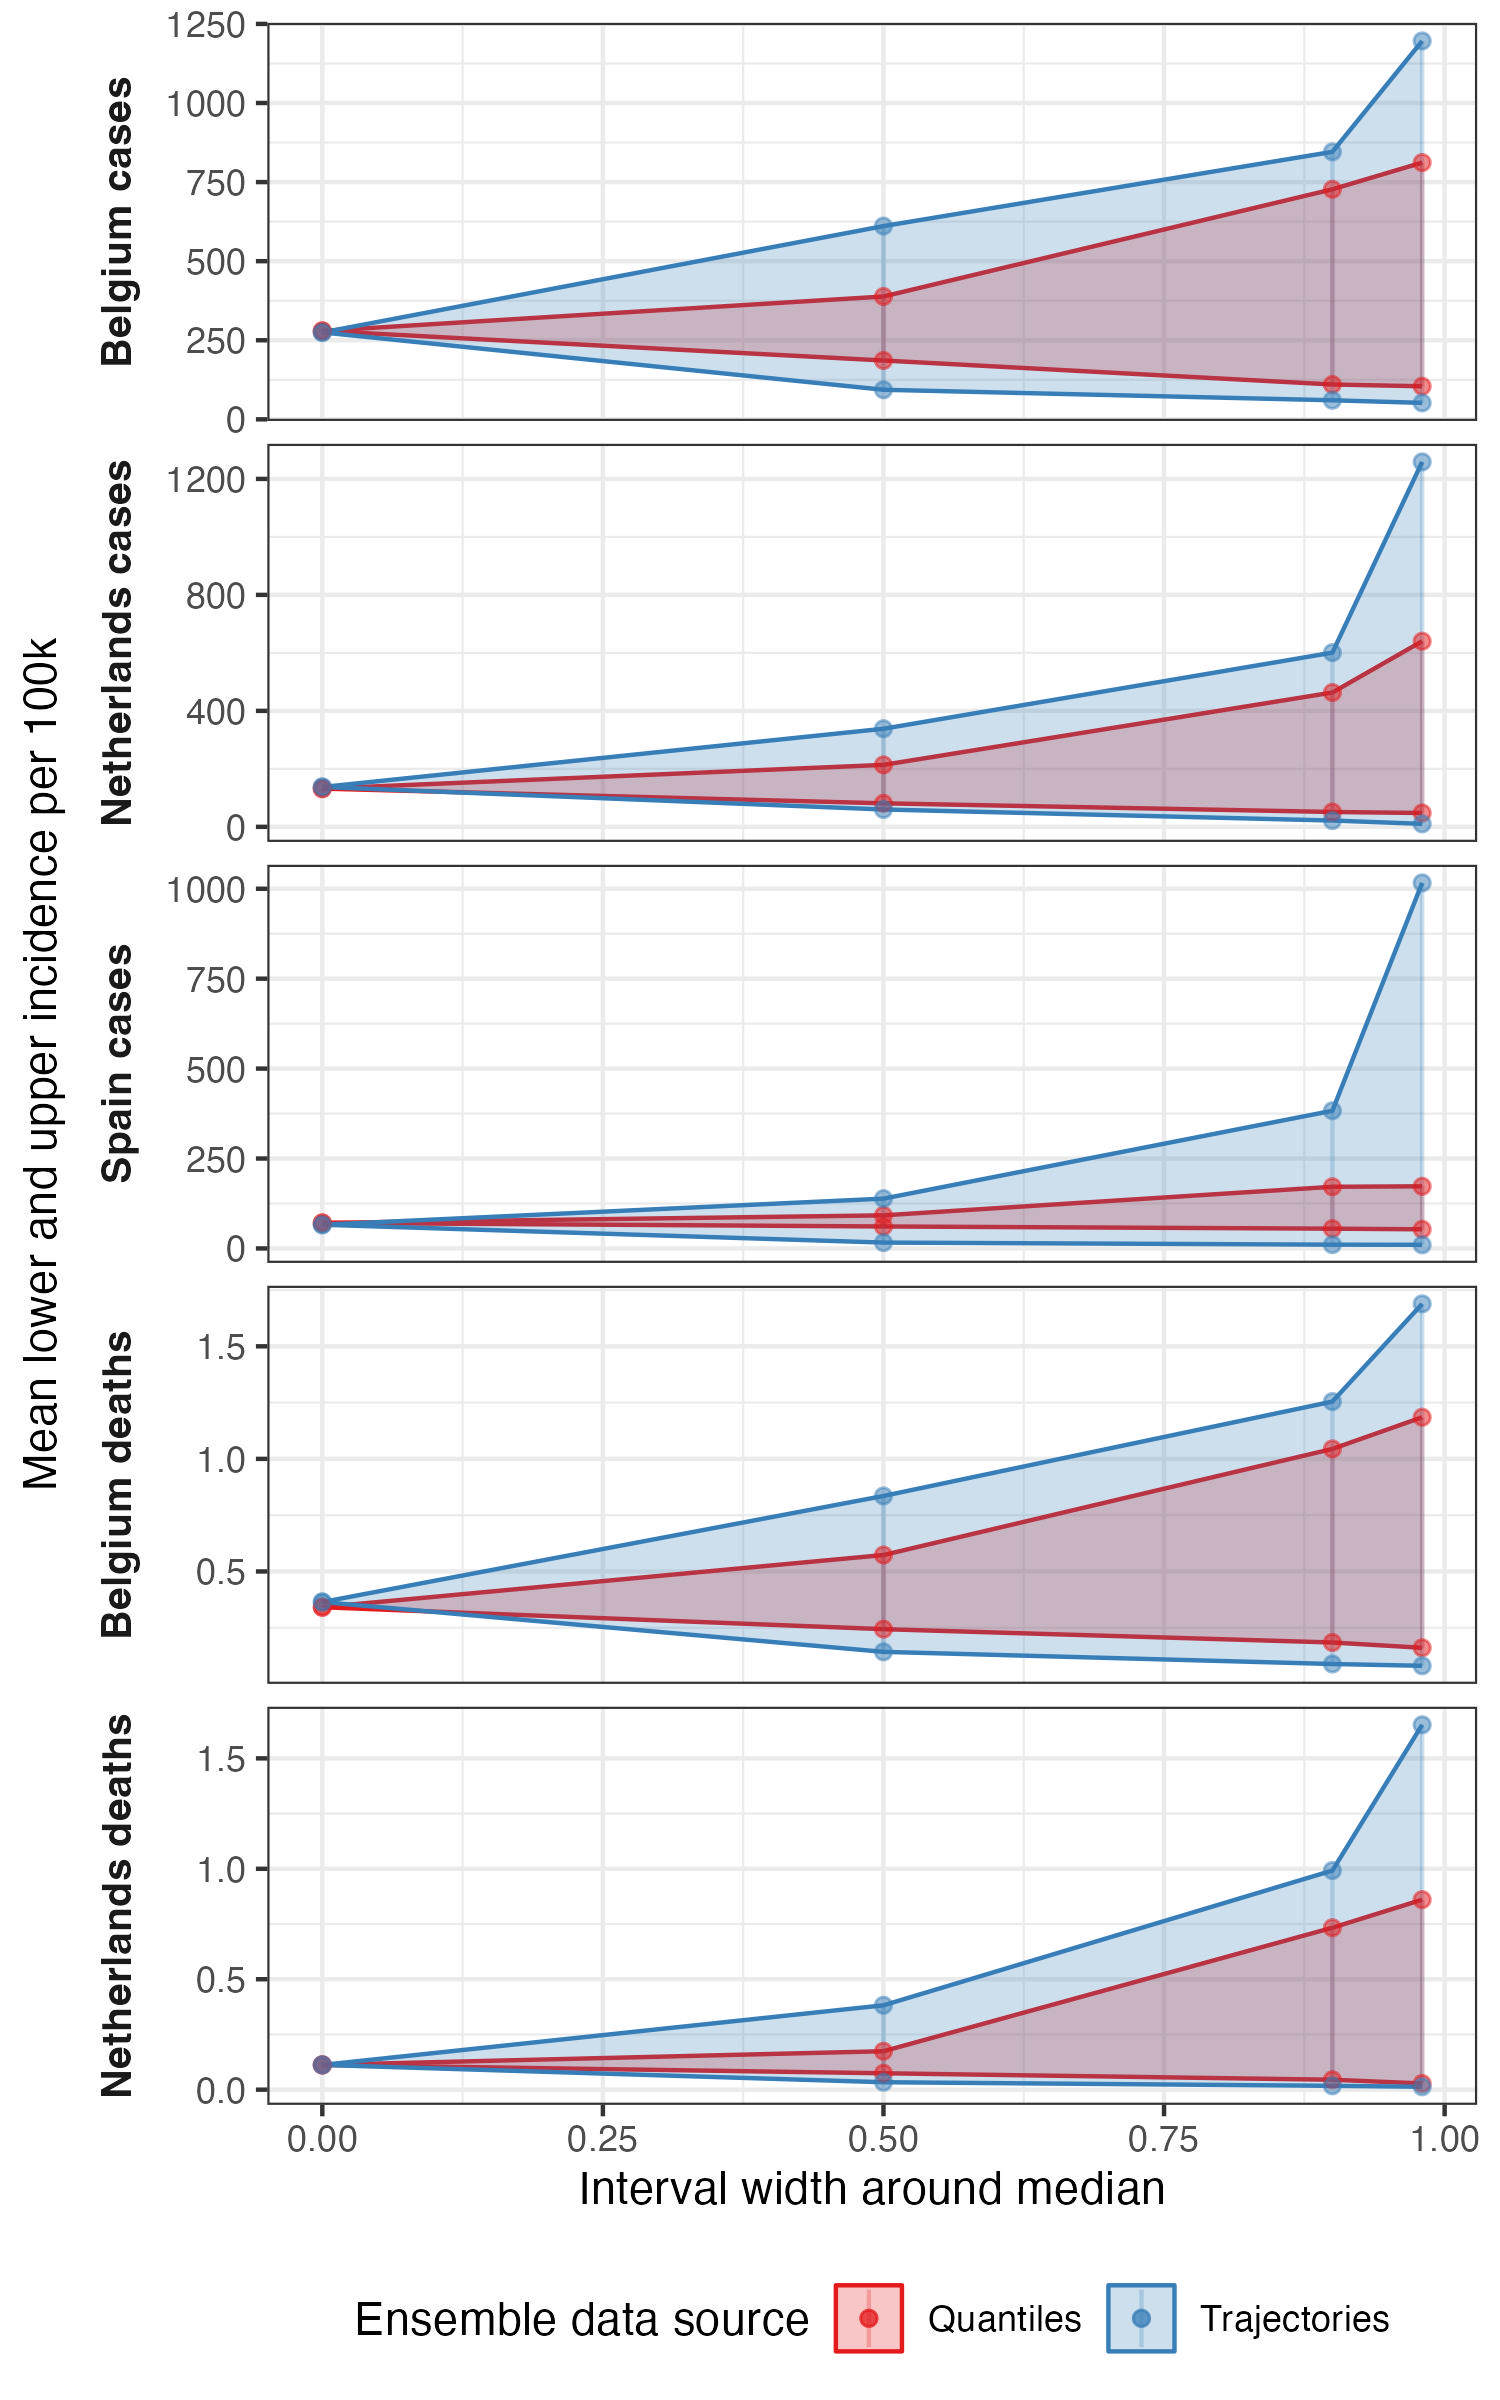 Mean lower and upper incidence per 100k
Belgium cases
1250
1000
750
500
250
0
Netherlands cases
1200
800
400
0
Spain cases
1000
750
500
250
0
Belgium deaths
1.5
1.0
0.5
Netherlands deaths
1.5
1.0
0.5
0.0
0.00 0.25 0.50 0.75 1.00
Interval width around median
Ensemble data source Quantiles Trajectories